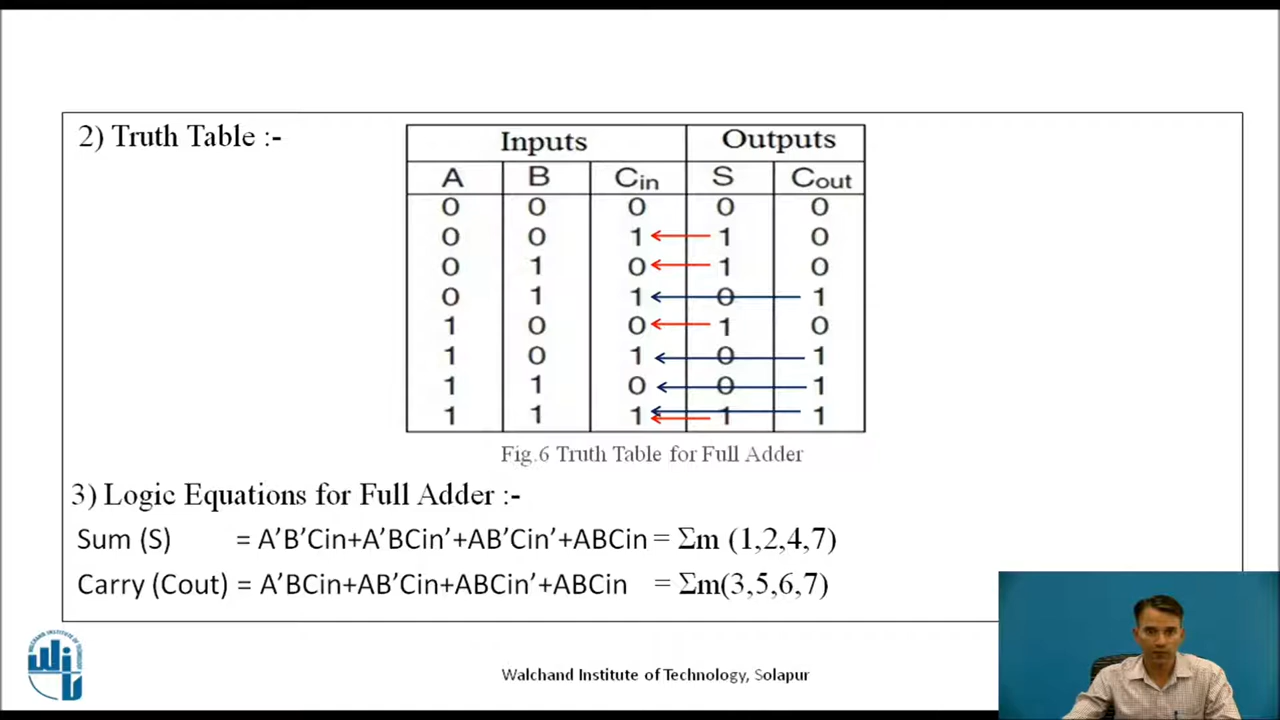 2) Truth Table :-
Inputs Outputs
A B Cin S Cout
0 0 0 0 0
0 0 1 1 0
0 1 0 1 0
0 1 1 0 1
1 0 0 1 0
1 0 1 0 1
1 1 0 0 1
1 1 1 1 1
Fig.6 Truth Table for Full Adder
3) Logic Equations for Full Adder :-
Sum (S) = A’B’Cin+A’BCin’+AB’Cin’+ABCin = Σm (1,2,4,7)
Carry (Cout) = A’BCin+AB’Cin+ABCin’+ABCin = Σm(3,5,6,7)
Walchand Institute of Technology, Solapur